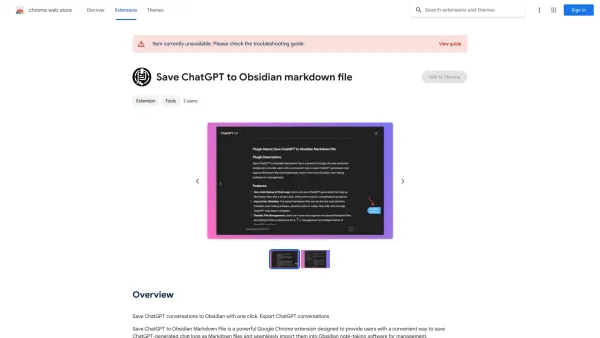 chrome web store
Discover
Extensions
Themes
Search extensions and themes
Sign in
Item currently unavailable. Please check the troubleshooting guide.
View guide
Save ChatGPT to Obsidian markdown file
Add to Chrome
Extension
Tools
2 users
Plugin Name: Save ChatGPT to Obsidian Markdown File
Plugin Description:
Features
Overview
Save ChatGPT conversations to Obsidian with one click. Export ChatGPT conversations
Save ChatGPT to Obsidian Markdown File is a powerful Google Chrome extension designed to provide users with a convenient way to save
ChatGPT-generated chat logs as Markdown files and seamlessly import them into Obsidian note-taking software for management.